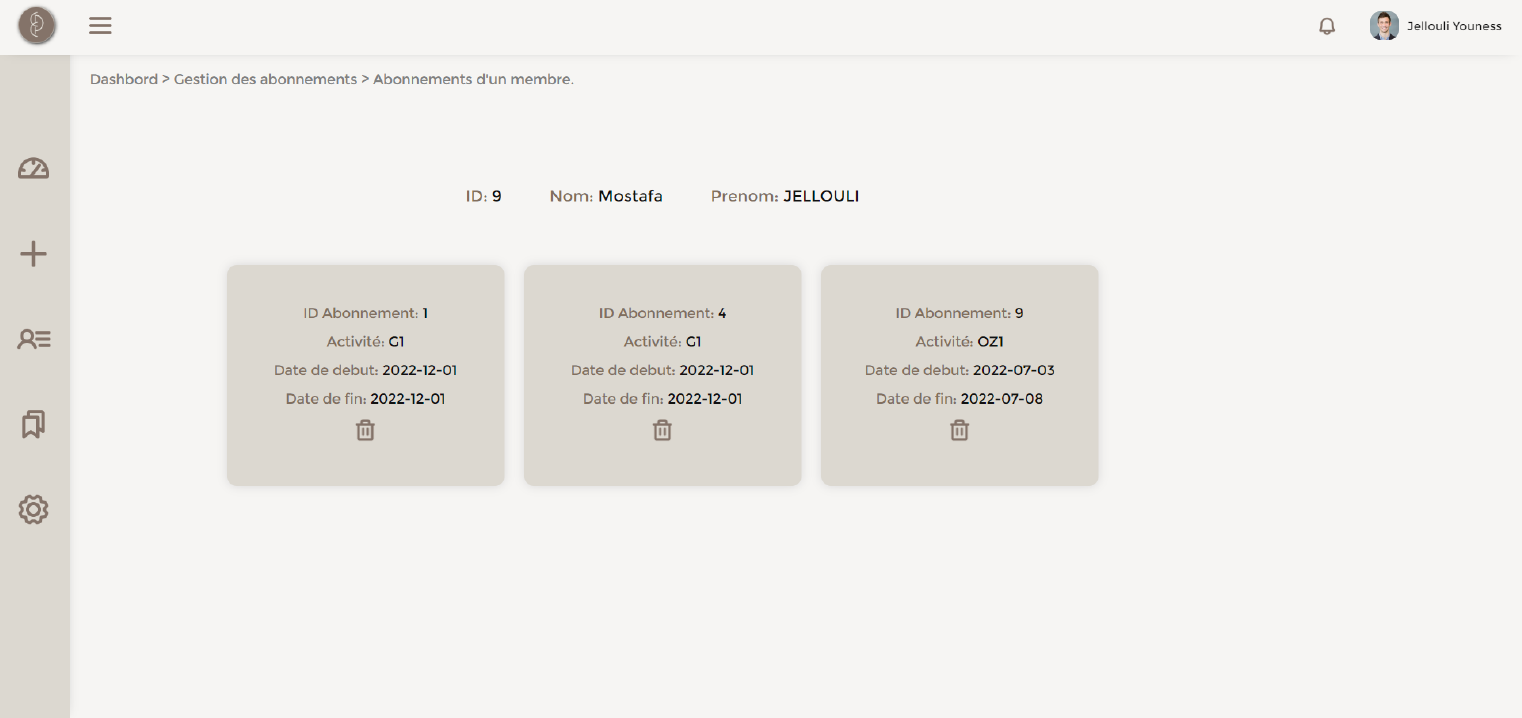 Jellouli Youness
Dashbord > Gestion des abonnements > Abonnements d'un membre.
ID: 9 Nom: Mostafa Prenom: JELLOULI
ID Abonnement: 1
Activité: G1
Date de debut: 2022-12-01
Date de fin: 2022-12-01
ID Abonnement: 4
Activité: G1
Date de debut: 2022-12-01
Date de fin: 2022-12-01
ID Abonnement: 9
Activité: OZ1
Date de debut: 2022-07-03
Date de fin: 2022-07-08